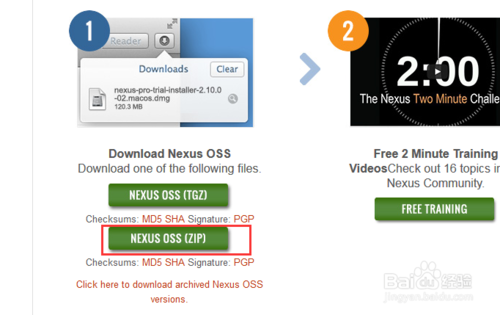 1
Reader
Downloads
Clear
nexus-pro-trial-installer-2.10.0
-02.macos.dmg
120.3 MB
Download Nexus OSS
Download one of the following files.
NEXUS OSS (TGZ)
Checksums: MD5 SHA Signature: PGP
NEXUS OSS (ZIP)
Checksums: MD5 SHA Signature: PGP
Click here to download archived Nexus OSS
versions.
2
2:00
The Nexus Two Minute Challe
Free 2 Minute Training
VideosCheck out 16 topics in
Nexus Community.
FREE TRAINING
Baidu 经验
jingyan.baidu.com